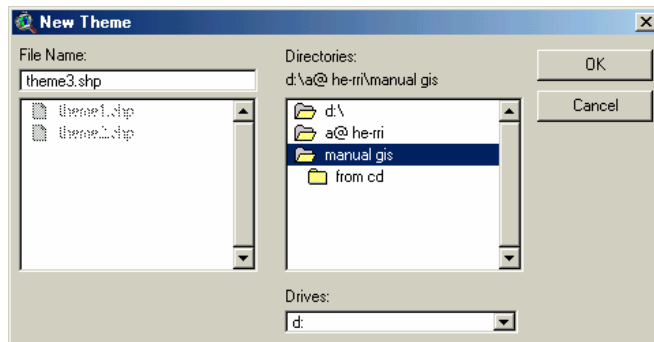 New Theme
File Name:
theme3.shp
theme1.shp
theme2.shp
Directories:
d:\a@ he-rri\manual gis
d:\
a@ he-rri
manual gis
from cd
Drives:
d:
OK
Cancel